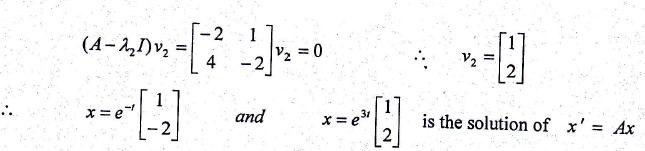 (A-λ₂I)v₂ = [-2 1; 4 -2] v₂ = 0 ∴ v₂ = [1; 2]
∴ x = e⁻ᵗ [1; -2] and x = e³ᵗ [1; 2] is the solution of x′ = Ax